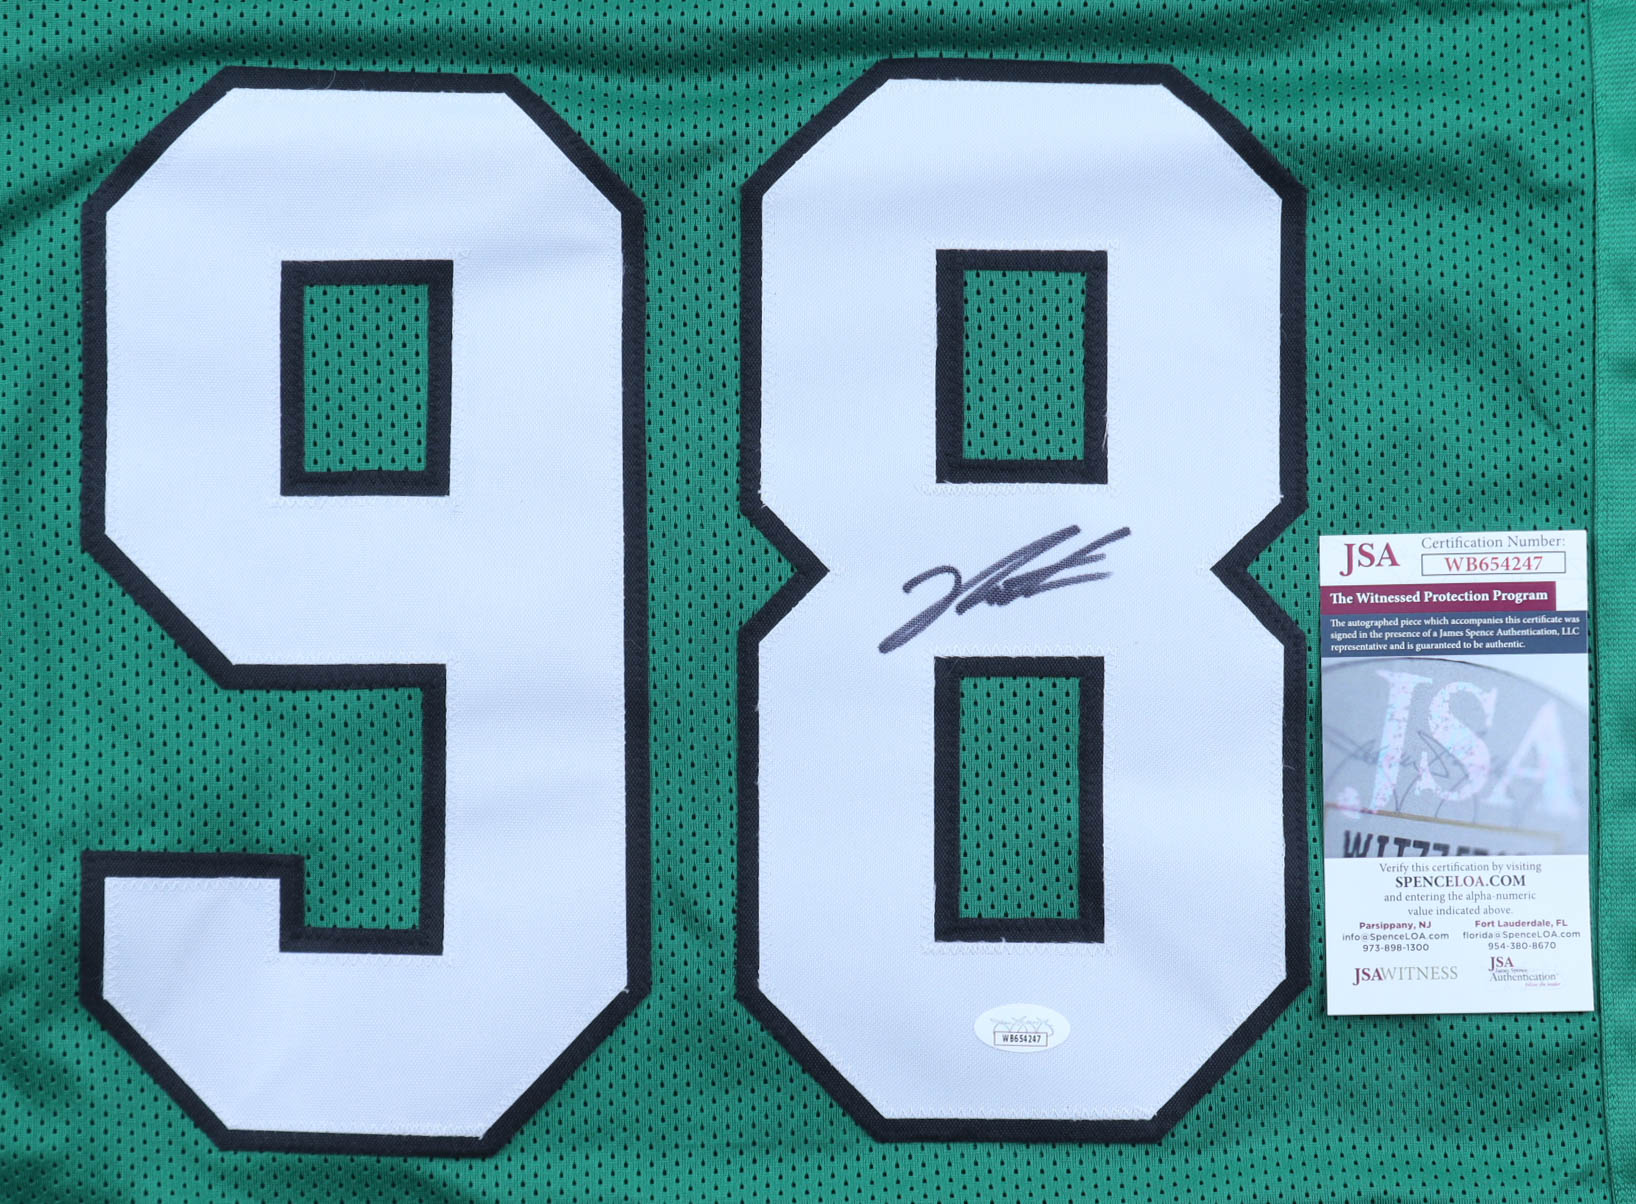 98
JSA
Certification Number:
WB654247
The Witnessed Protection Program
The autographed piece which accompanies this certificate was
signed in the presence of a James Spence Authentication, LLC
representative and is guaranteed to be authentic.
JSA
Verify this certification by visiting
SPENCELOA.COM
and entering the alpha-numeric
value indicated above.
Parsippany, NJ
info@SpenceLOA.com
973-898-1300
Fort Lauderdale, FL
florida@SpenceLOA.com
954-380-8670
JSAWITNESS
JSA
James Spence
Authentication
WB654247